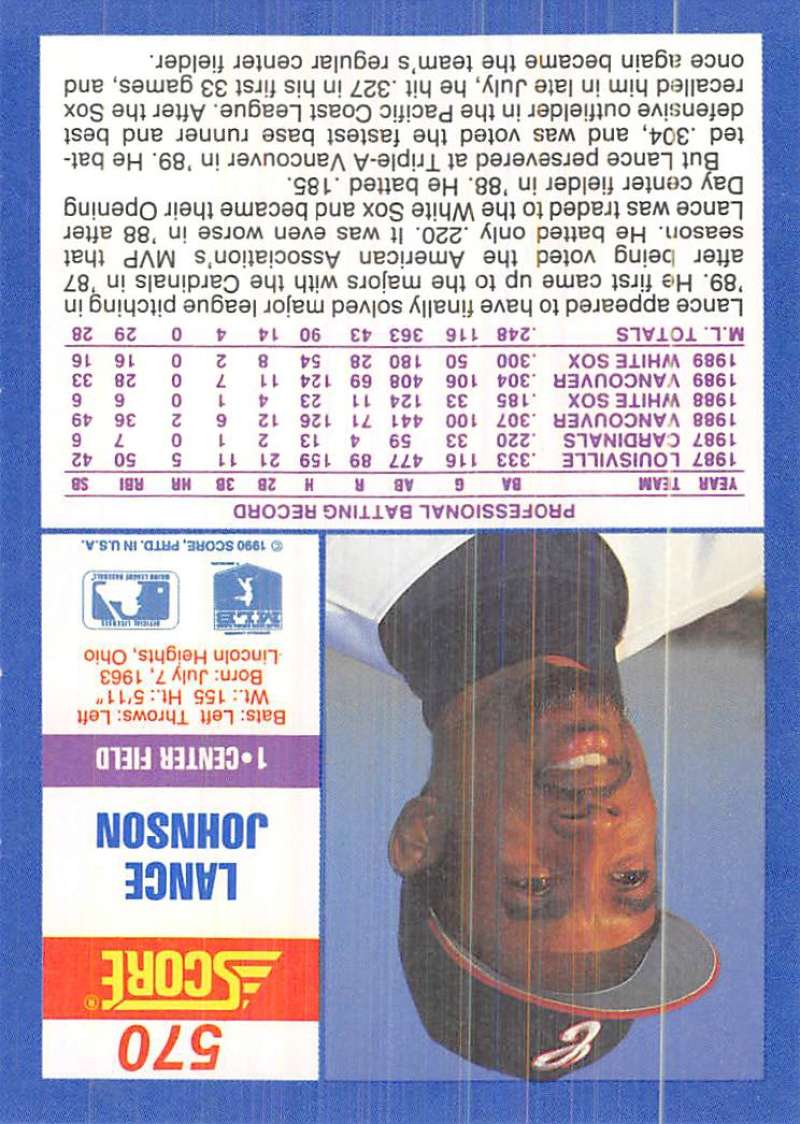 570
SCORE®
LANCE
JOHNSON
1•CENTER FIELD
Bats: Left Throws: Left
Wt.: 155 Ht.: 5'11"
Born: July 7, 1963
Lincoln Heights, Ohio
MLB
OFFICIAL LICENSEE
MAJOR LEAGUE BASEBALL
© 1990 SCORE, PRTD. IN U.S.A.
PROFESSIONAL BATTING RECORD
YEAR TEAM BA G AB R H 2B 3B HR RBI SB
1987 LOUISVILLE .333 116 477 89 159 21 11 5 50 42
1987 CARDINALS .220 33 59 4 13 2 1 0 7 6
1988 VANCOUVER .307 100 441 71 126 12 6 2 36 49
1988 WHITE SOX .185 33 124 11 23 4 1 0 6 6
1989 VANCOUVER .304 106 408 69 124 11 7 0 28 33
1989 WHITE SOX .300 50 180 28 54 8 2 0 16 16
M.L. TOTALS .248 116 363 43 90 14 4 0 29 28
Lance appeared to have finally solved major league pitching in
'89. He first came up to the majors with the Cardinals in '87
after being voted the American Association's MVP that
season. He batted only .220. It was even worse in '88 after
Lance was traded to the White Sox and became their Opening
Day center fielder in '88. He batted .185.
But Lance persevered at Triple-A Vancouver in '89. He bat-
ted .304, and was voted the fastest base runner and best
defensive outfielder in the Pacific Coast League. After the Sox
recalled him in late July, he hit .327 in his first 33 games, and
once again became the team's regular center fielder.